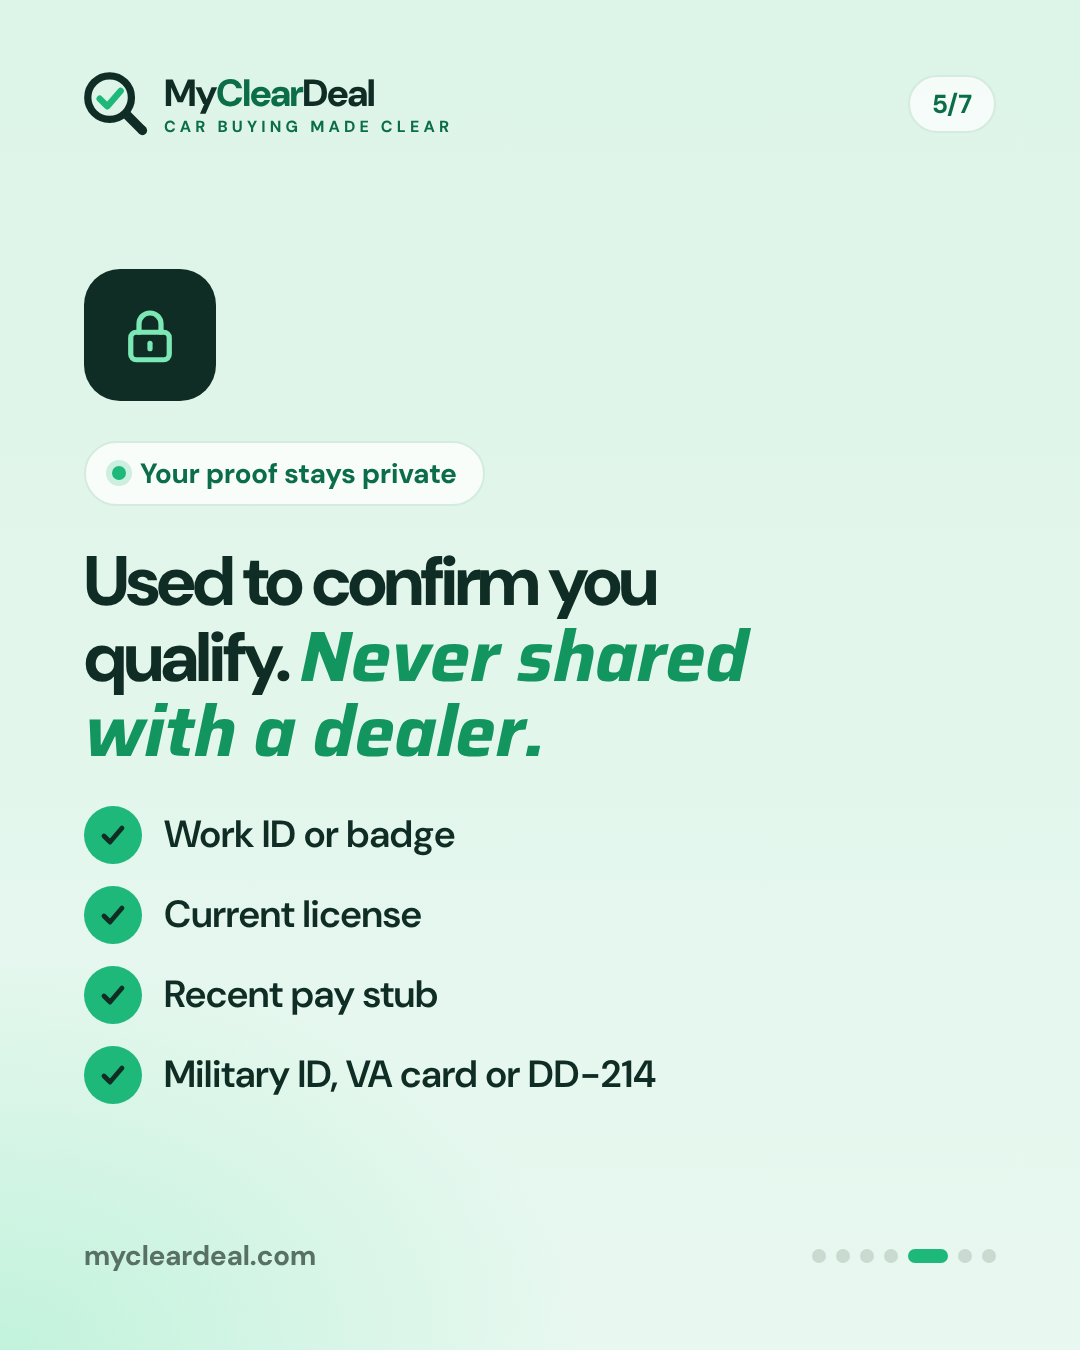 MyClearDeal
CAR BUYING MADE CLEAR
5/7
Your proof stays private
Used to confirm you
qualify. Never shared
with a dealer.
Work ID or badge
Current license
Recent pay stub
Military ID, VA card or DD-214
mycleardeal.com